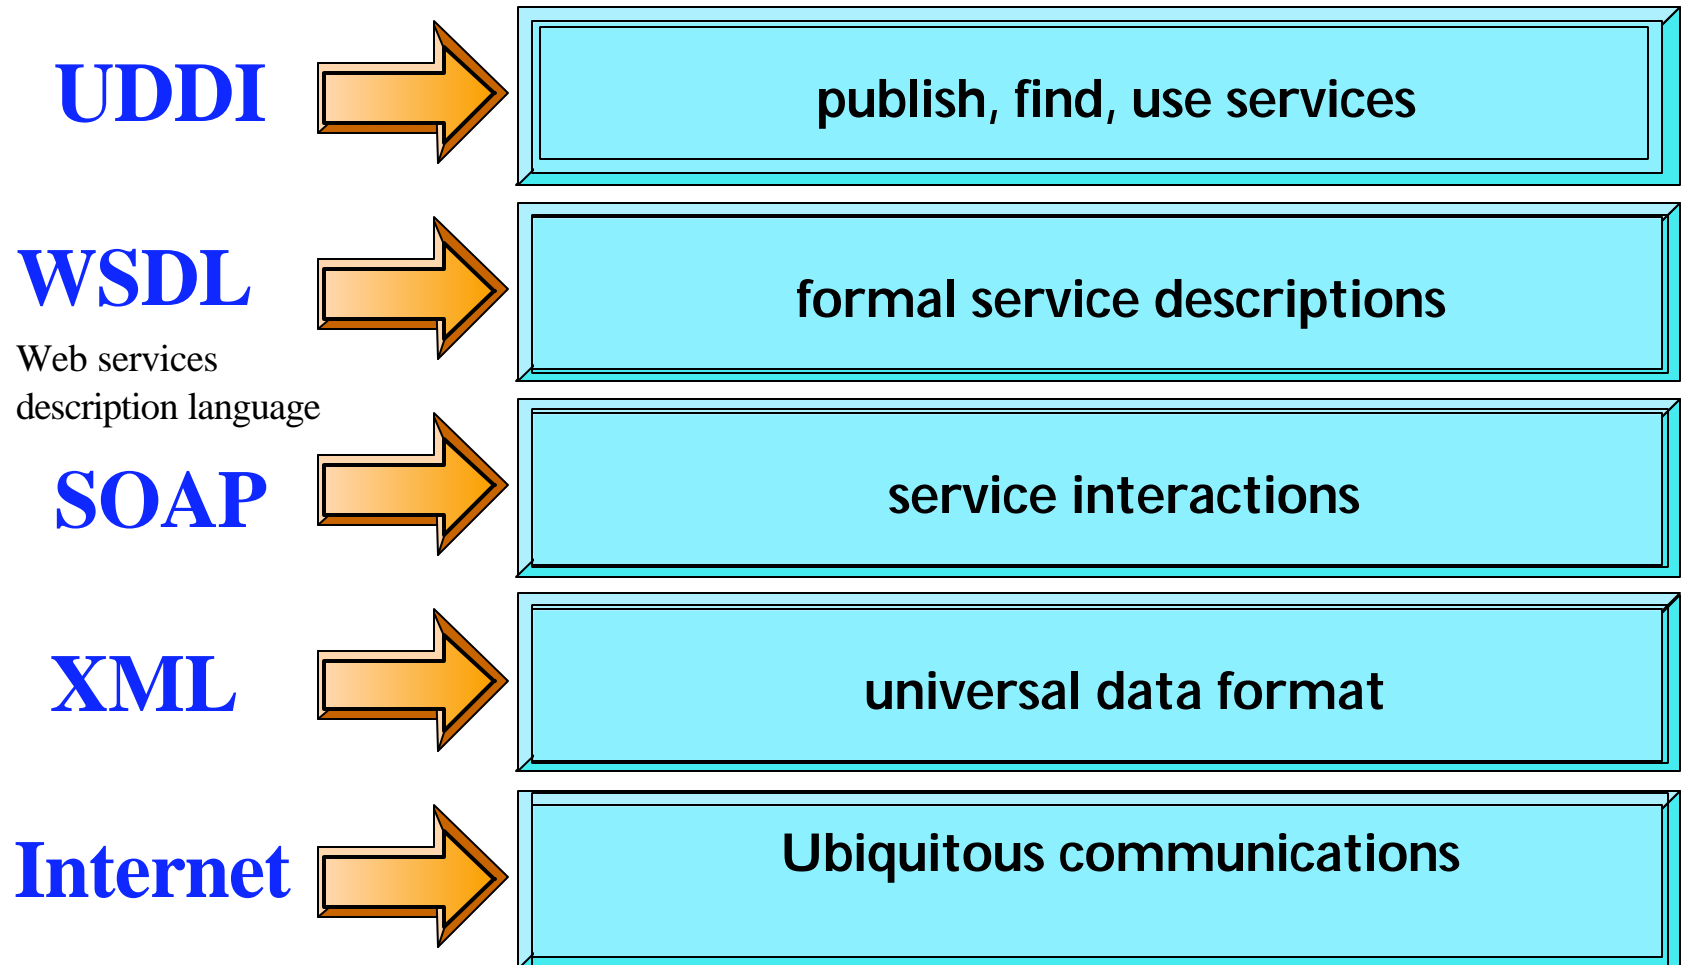 UDDI
publish, find, use services
WSDL
Web services
description language
formal service descriptions
SOAP
service interactions
XML
universal data format
Internet
Ubiquitous communications